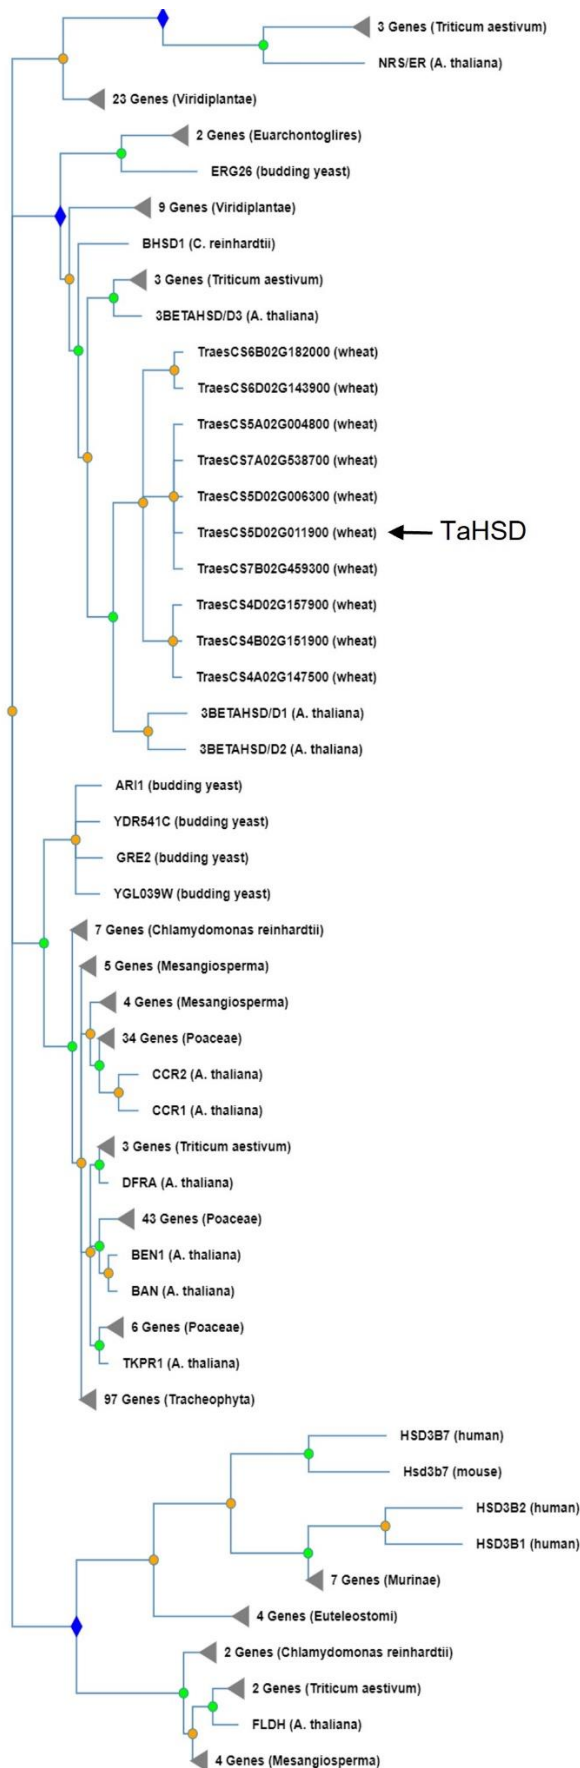 3 Genes (Triticum aestivum)
NRS/ER (A. thaliana)
23 Genes (Viridiplantae)
2 Genes (Euarchontoglires)
ERG26 (budding yeast)
9 Genes (Viridiplantae)
BHSD1 (C. reinhardtii)
3 Genes (Triticum aestivum)
3BETAHSD/D3 (A. thaliana)
TraesCS6B02G182000 (wheat)
TraesCS6D02G143900 (wheat)
TraesCS5A02G004800 (wheat)
TraesCS7A02G538700 (wheat)
TraesCS5D02G006300 (wheat)
TraesCS5D02G011900 (wheat) TaHSD
TraesCS7B02G459300 (wheat)
TraesCS4D02G157900 (wheat)
TraesCS4B02G151900 (wheat)
TraesCS4A02G147500 (wheat)
3BETAHSD/D1 (A. thaliana)
3BETAHSD/D2 (A. thaliana)
ARI1 (budding yeast)
YDR541C (budding yeast)
GRE2 (budding yeast)
YGL039W (budding yeast)
7 Genes (Chlamydomonas reinhardtii)
5 Genes (Mesangiosperma)
4 Genes (Mesangiosperma)
34 Genes (Poaceae)
CCR2 (A. thaliana)
CCR1 (A. thaliana)
3 Genes (Triticum aestivum)
DFRA (A. thaliana)
43 Genes (Poaceae)
BEN1 (A. thaliana)
BAN (A. thaliana)
6 Genes (Poaceae)
TKPR1 (A. thaliana)
97 Genes (Tracheophyta)
HSD3B7 (human)
Hsd3b7 (mouse)
HSD3B2 (human)
HSD3B1 (human)
7 Genes (Murinae)
4 Genes (Euteleostomi)
2 Genes (Chlamydomonas reinhardtii)
2 Genes (Triticum aestivum)
FLDH (A. thaliana)
4 Genes (Mesangiosperma)